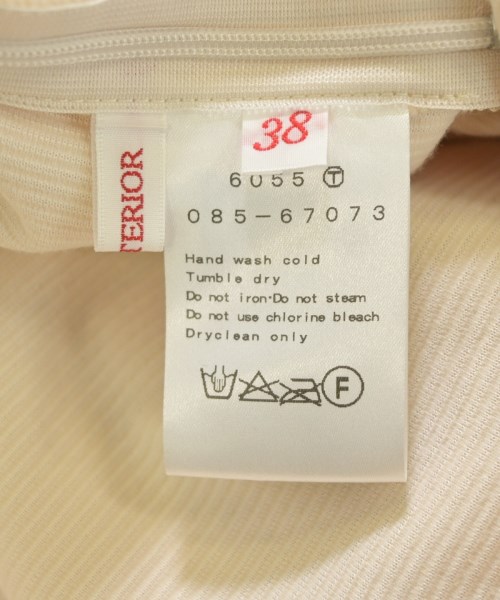 38
TERIOR
6055 Ⓣ
085-67073
Hand wash cold
Tumble dry
Do not iron·Do not steam
Do not use chlorine bleach
Dryclean only
F